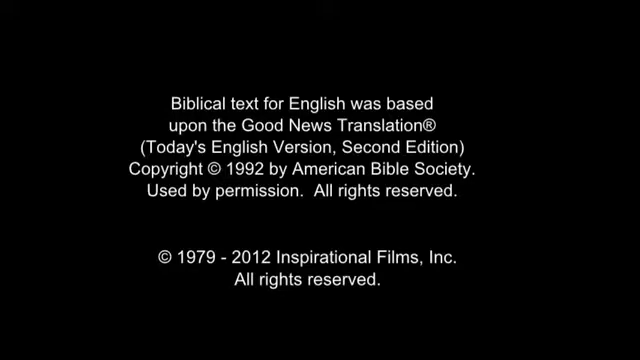 Biblical text for English was based
upon the Good News Translation®
(Today's English Version, Second Edition)
Copyright © 1992 by American Bible Society.
Used by permission.  All rights reserved.
© 1979 - 2012 Inspirational Films, Inc.
All rights reserved.